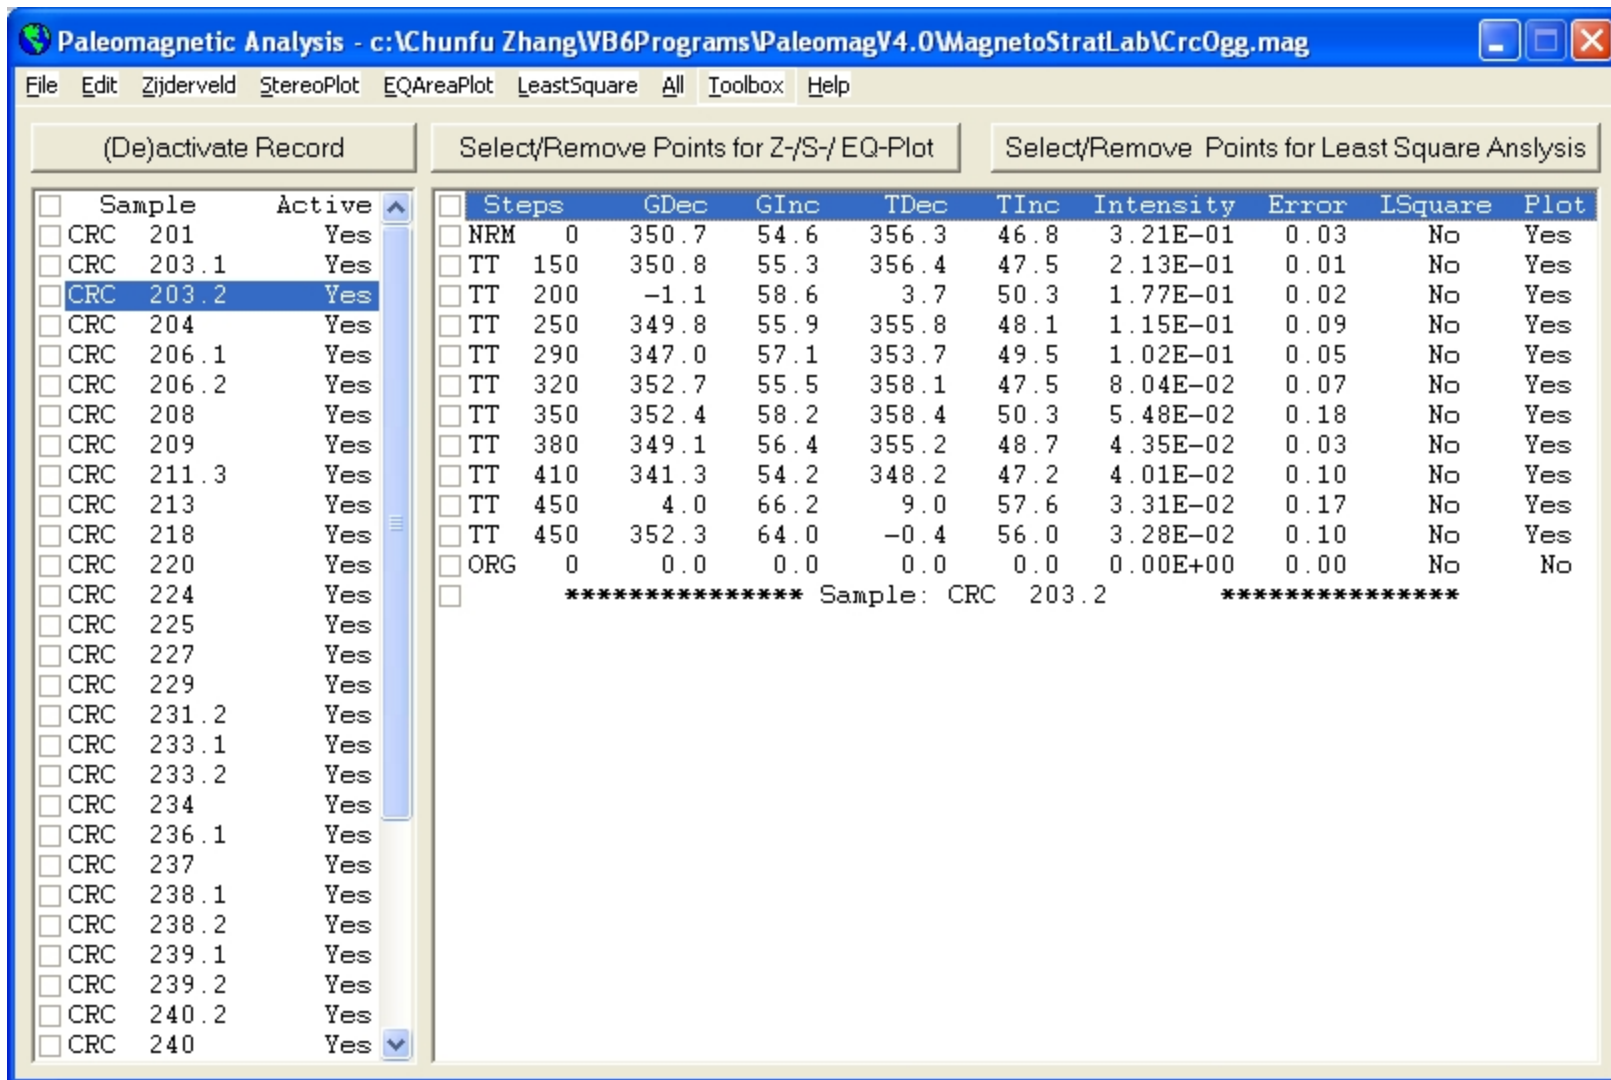 Paleomagnetic Analysis - c:\Chunfu Zhang\VB6Programs\PaleomagV4.0\MagnetoStratLab\CrcOgg.mag
File Edit Zijderveld StereoPlot EQAreaPlot LeastSquare All Toolbox Help
(De)activate Record Select/Remove Points for Z-/S-/ EQ-Plot Select/Remove Points for Least Square Anslysis
Sample Active
CRC 201 Yes
CRC 203.1 Yes
CRC 203.2 Yes
CRC 204 Yes
CRC 206.1 Yes
CRC 206.2 Yes
CRC 208 Yes
CRC 209 Yes
CRC 211.3 Yes
CRC 213 Yes
CRC 218 Yes
CRC 220 Yes
CRC 224 Yes
CRC 225 Yes
CRC 227 Yes
CRC 229 Yes
CRC 231.2 Yes
CRC 233.1 Yes
CRC 233.2 Yes
CRC 234 Yes
CRC 236.1 Yes
CRC 237 Yes
CRC 238.1 Yes
CRC 238.2 Yes
CRC 239.1 Yes
CRC 239.2 Yes
CRC 240.2 Yes
CRC 240 Yes
Steps GDec GInc TDec TInc Intensity Error LSquare Plot
NRM 0 350.7 54.6 356.3 46.8 3.21E-01 0.03 No Yes
TT 150 350.8 55.3 356.4 47.5 2.13E-01 0.01 No Yes
TT 200 -1.1 58.6 3.7 50.3 1.77E-01 0.02 No Yes
TT 250 349.8 55.9 355.8 48.1 1.15E-01 0.09 No Yes
TT 290 347.0 57.1 353.7 49.5 1.02E-01 0.05 No Yes
TT 320 352.7 55.5 358.1 47.5 8.04E-02 0.07 No Yes
TT 350 352.4 58.2 358.4 50.3 5.48E-02 0.18 No Yes
TT 380 349.1 56.4 355.2 48.7 4.35E-02 0.03 No Yes
TT 410 341.3 54.2 348.2 47.2 4.01E-02 0.10 No Yes
TT 450 4.0 66.2 9.0 57.6 3.31E-02 0.17 No Yes
TT 450 352.3 64.0 -0.4 56.0 3.28E-02 0.10 No Yes
ORG 0 0.0 0.0 0.0 0.0 0.00E+00 0.00 No No
*************** Sample: CRC 203.2 ***************